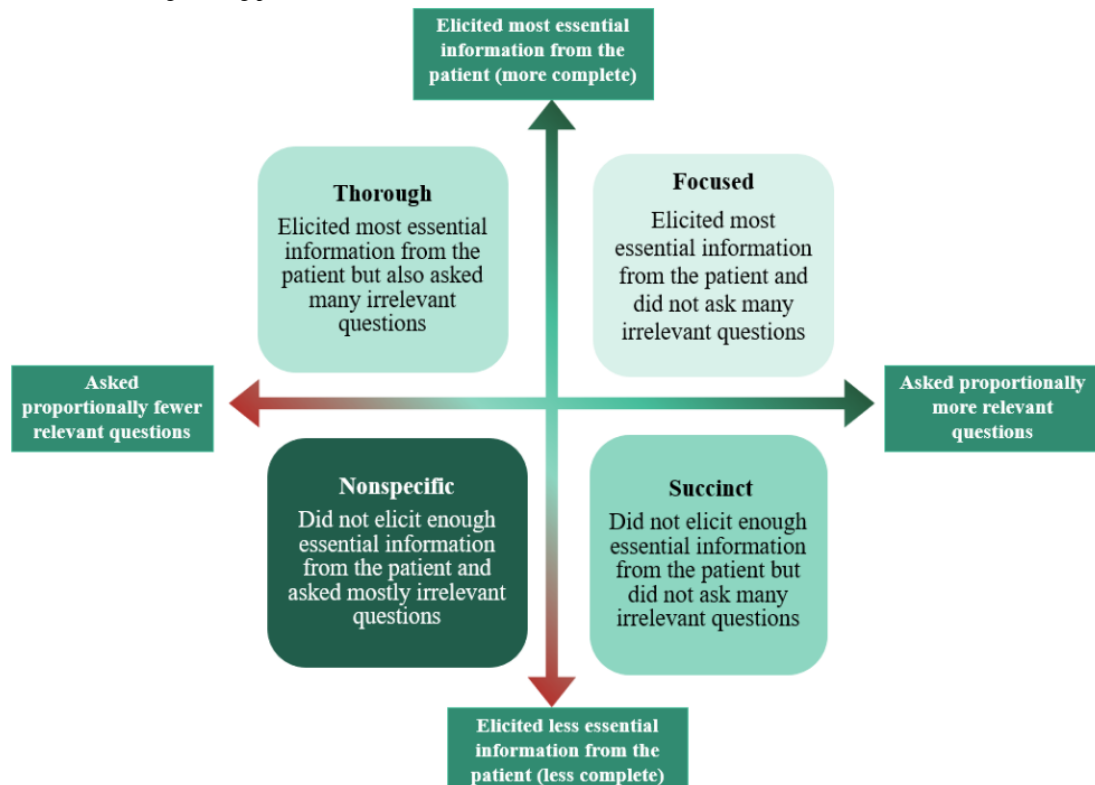 Elicited most essential
information from the
patient (more complete)
Thorough
Elicited most essential
information from the
patient but also asked
many irrelevant
questions
Focused
Elicited most
essential information
from the patient and
did not ask many
irrelevant questions
Asked
proportionally fewer
relevant questions
Asked proportionally
more relevant
questions
Nonspecific
Did not elicit enough
essential information
from the patient and
asked mostly irrelevant
questions
Succinct
Did not elicit enough
essential information
from the patient but
did not ask many
irrelevant questions
Elicited less essential
information from the
patient (less complete)